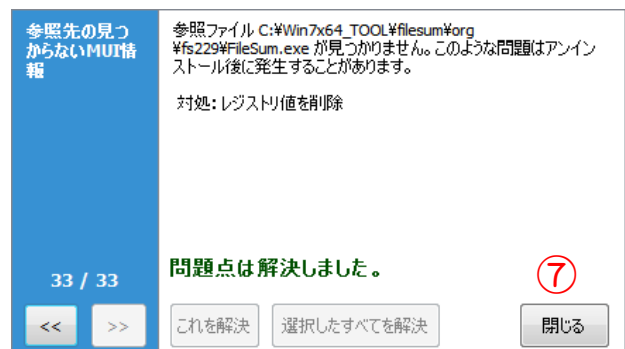 参照先の見つ
からないMUI情
報
参照ファイル C:¥Win7x64_TOOL¥filesum¥org
¥fs229¥FileSum.exe が見つかりません。このような問題はアンイン
ストール後に発生することがあります。
対処: レジストリ値を削除
問題点は解決しました。
⑦
33 / 33
<< >> これを解決 選択したすべてを解決 閉じる